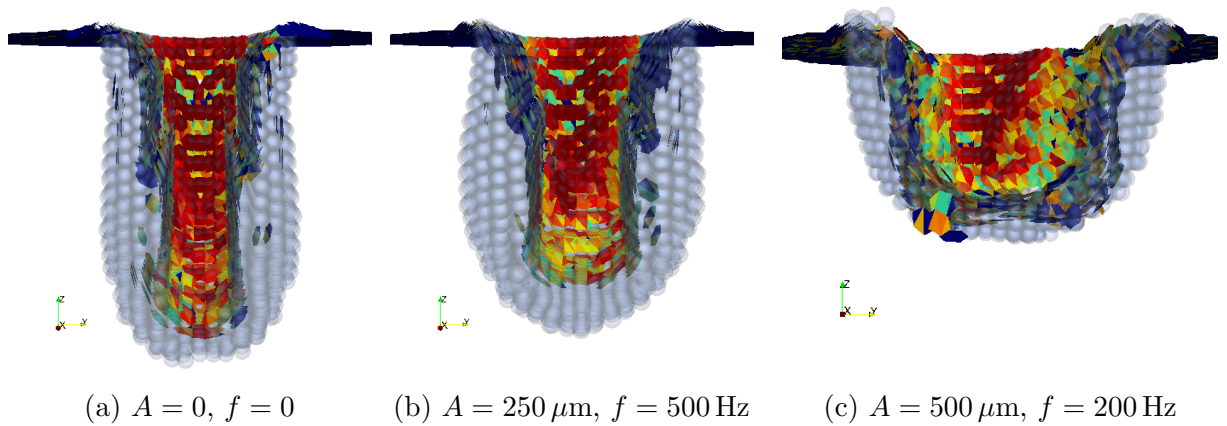 Z
X
Y
Z
X
Y
Z
X
Y
(a) A = 0, f = 0
(b) A = 250 μm, f = 500 Hz
(c) A = 500 μm, f = 200 Hz